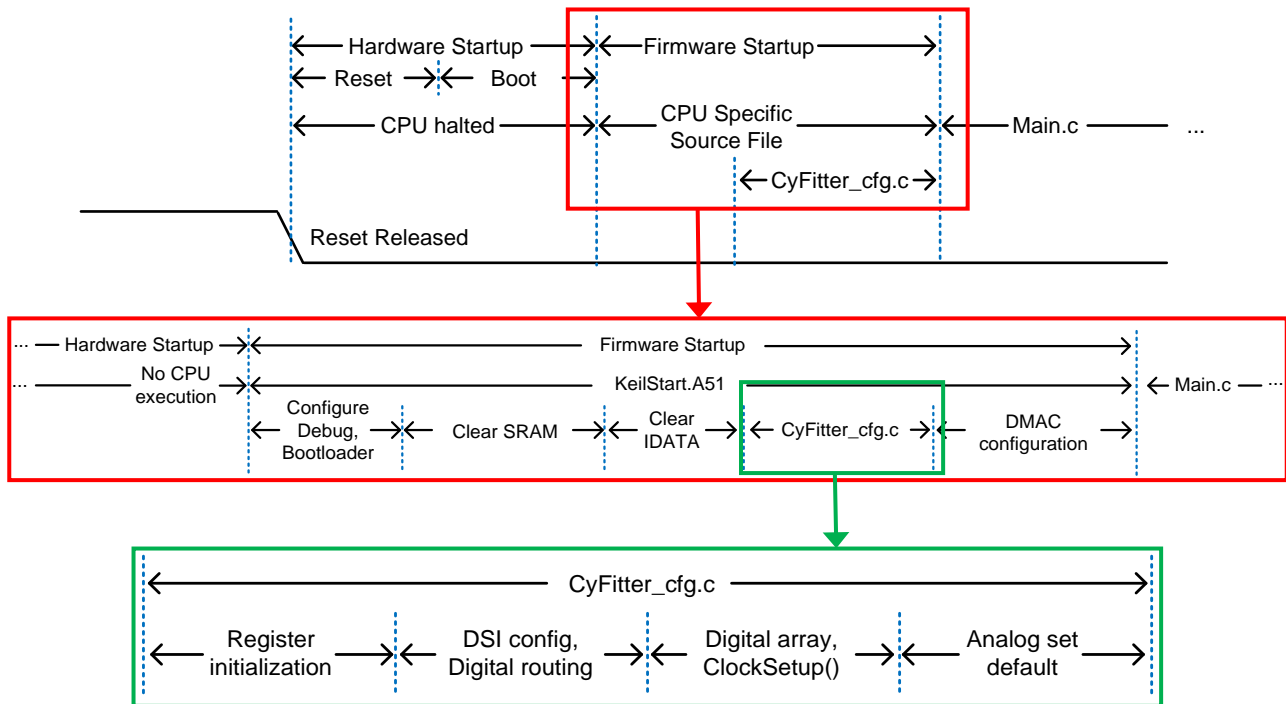 Hardware Startup
Firmware Startup
Reset
Boot
CPU halted
CPU Specific
Source File
Main.c
...
CyFitter_cfg.c
Reset Released
... Hardware Startup
Firmware Startup
... No CPU
execution
KeilStart.A51
Main.c ...
Configure
Debug,
Bootloader
Clear SRAM
Clear
IDATA
CyFitter_cfg.c
DMAC
configuration
CyFitter_cfg.c
Register
initialization
DSI config,
Digital routing
Digital array,
ClockSetup()
Analog set
default